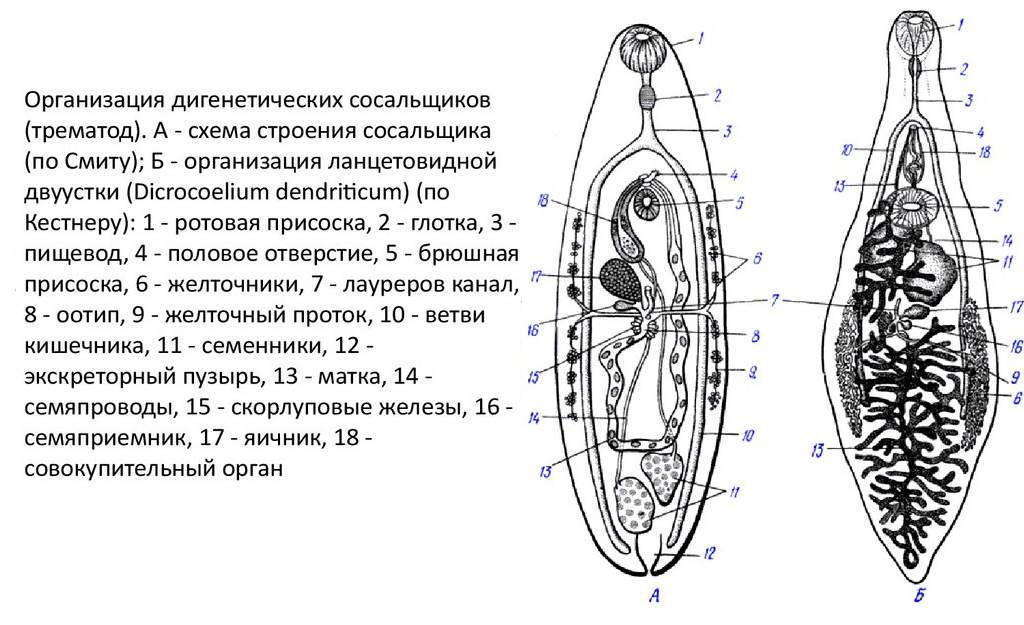 Организация дигенетических сосальщиков
(трематод). А - схема строения сосальщика
(по Смиту); Б - организация ланцетовидной
двуустки (Dicrocoelium dendriticum) (по
Кестнеру): 1 - ротовая присоска, 2 - глотка, 3 -
пищевод, 4 - половое отверстие, 5 - брюшная
присоска, 6 - желточники, 7 - лауреров канал,
8 - оотип, 9 - желточный проток, 10 - ветви
кишечника, 11 - семенники, 12 -
экскреторный пузырь, 13 - матка, 14 -
семяпроводы, 15 - скорлуповые железы, 16 -
семяприемник, 17 - яичник, 18 -
совокупительный орган
1
2
3
4
18
5
17
6
7
16
8
15
9
14
10
13
11
12
А
1
2
3
4
10
18
13
5
14
11
17
16
9
6
13
Б